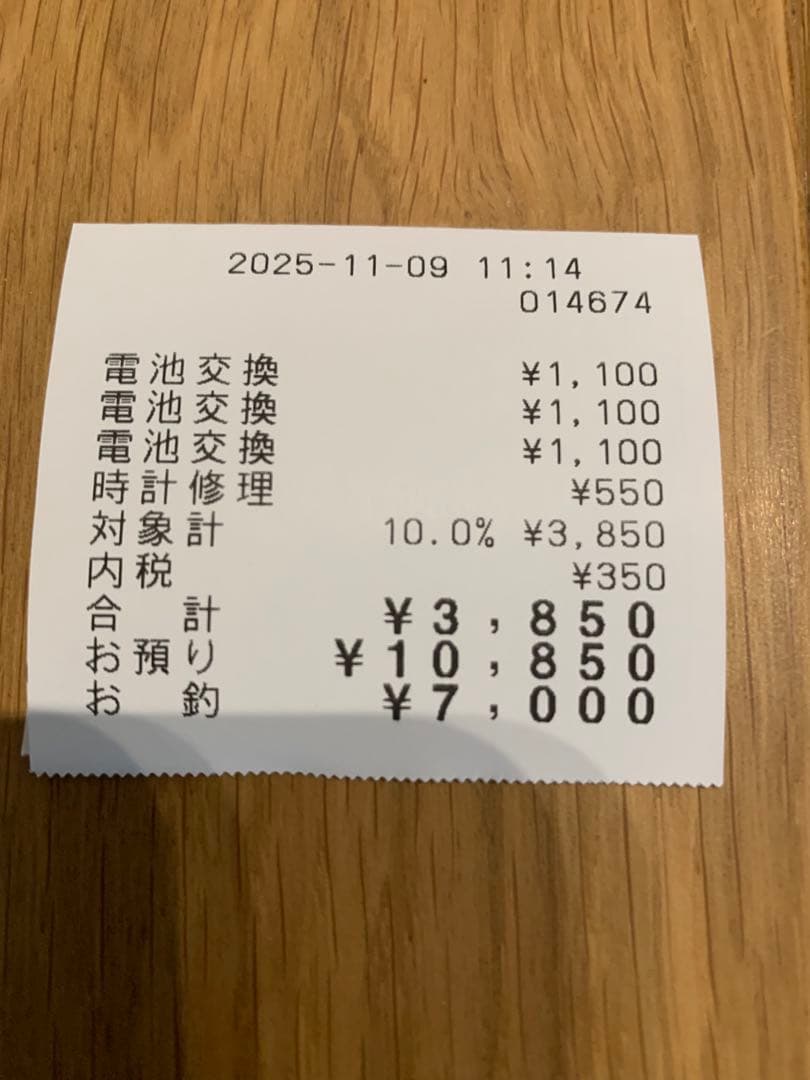 2025-11-09 11:14
014674
電池交換 ¥1,100
電池交換 ¥1,100
電池交換 ¥1,100
時計修理 ¥550
対象計 10.0% ¥3,850
内税 ¥350
合計 ¥3,850
お預り ¥10,850
お釣 ¥7,000